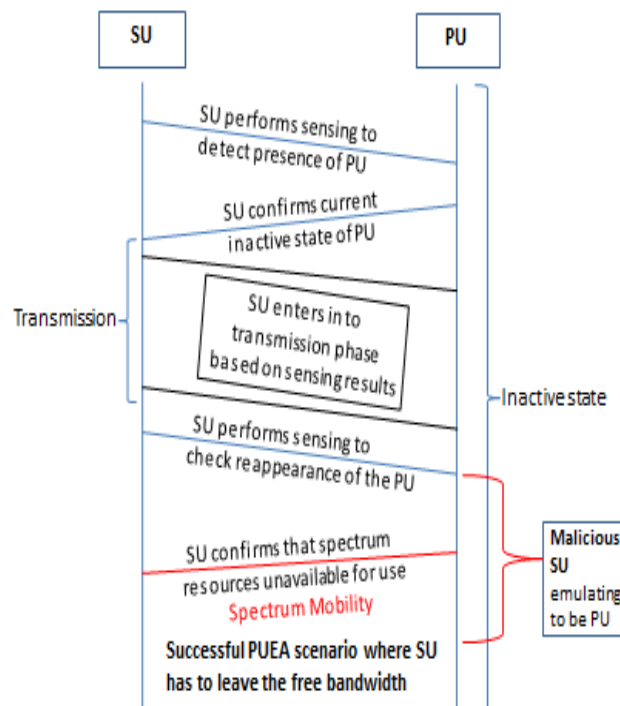 SU
PU
SU performs sensing to
detect presence of PU
SU confirms current
inactive state of PU
Transmission
SU enters in to
transmission phase
based on sensing results
Inactive state
SU performs sensing to
check reappearance of the PU
Malicious
SU
emulating
to be PU
SU confirms that spectrum
resources unavailable for use
Spectrum Mobility
Successful PUEA scenario where SU
has to leave the free bandwidth